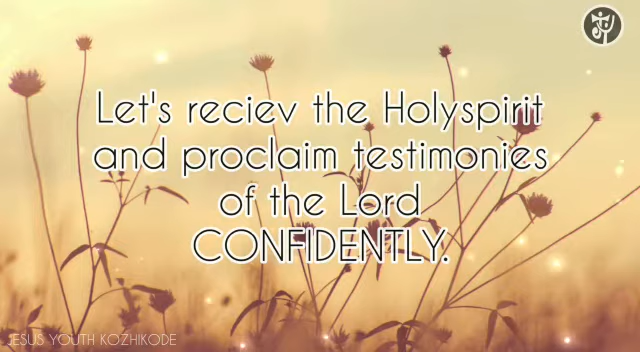 Let's reciev the Holyspirit
and proclaim testimonies
of the Lord
CONFIDENTLY.
JESUS YOUTH KOZHIKODE